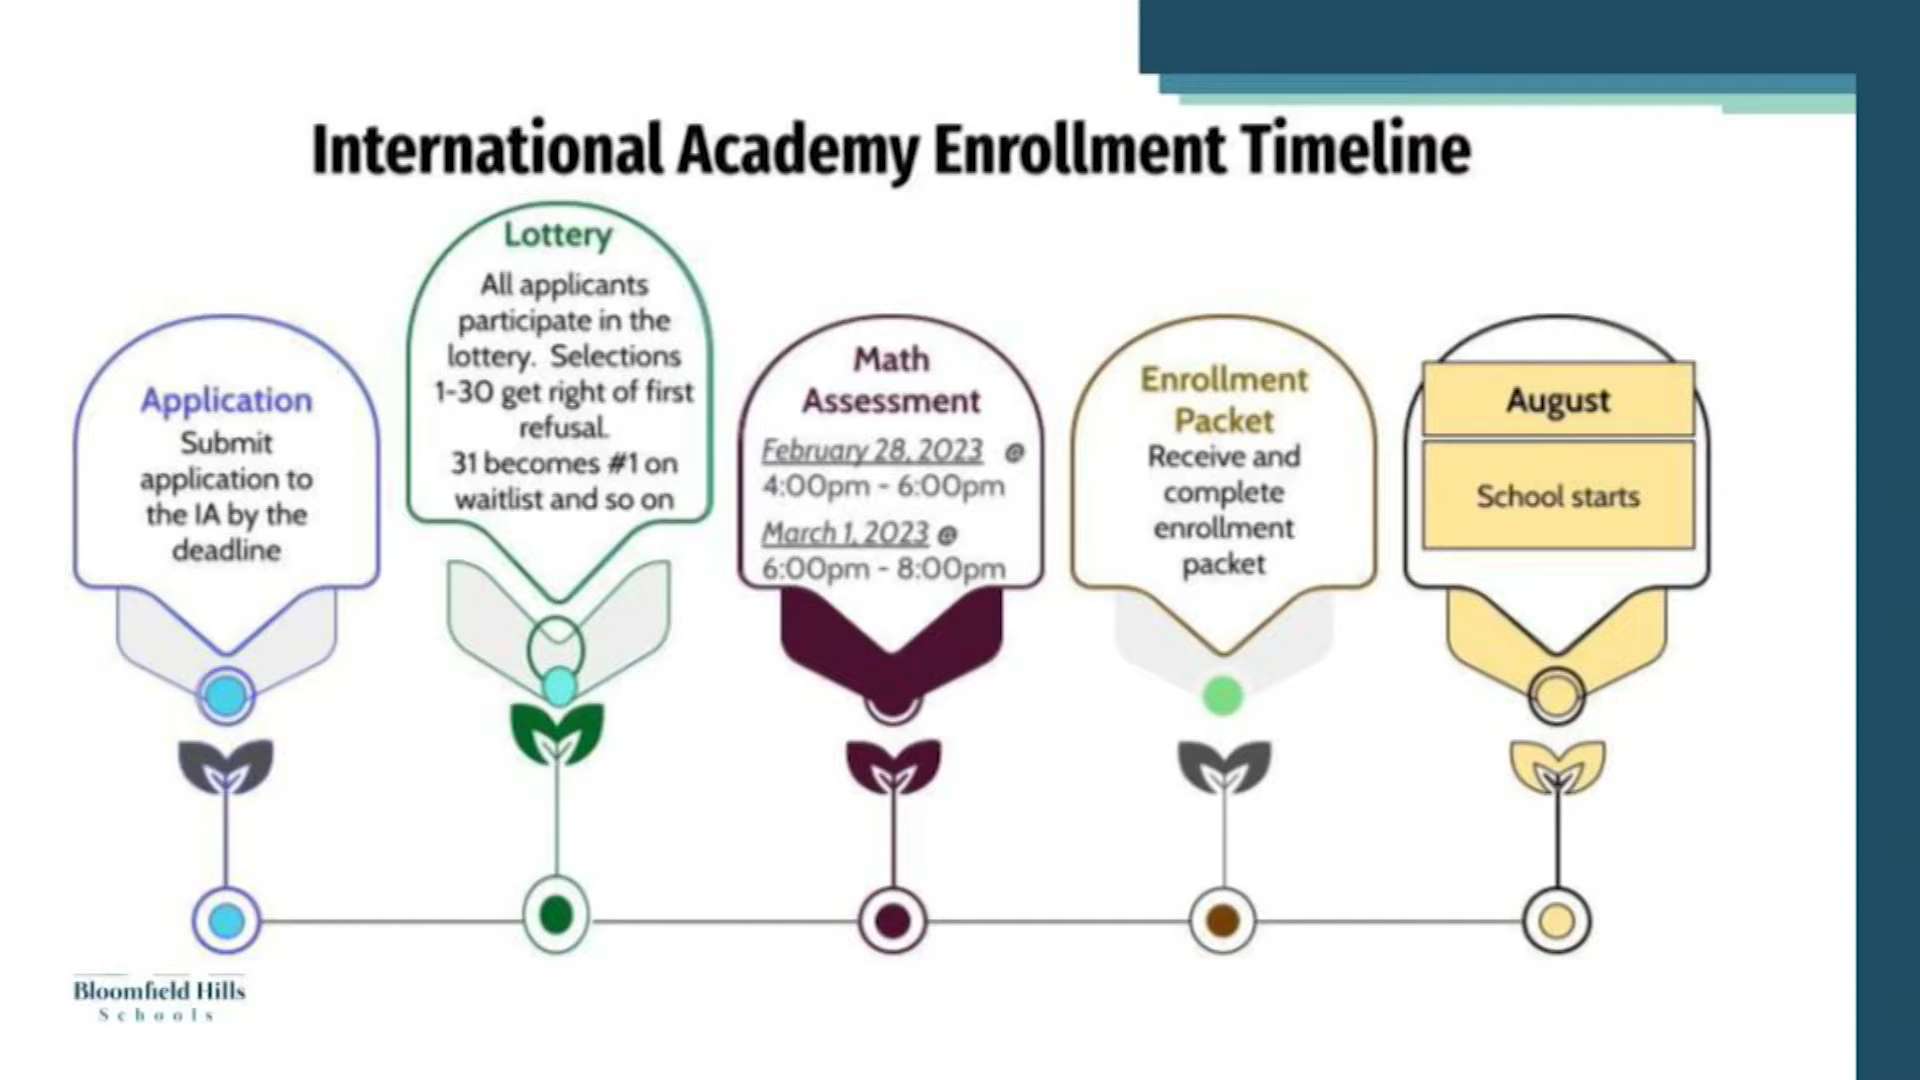 International Academy Enrollment Timeline
Application
Submit
application to
the IA by the
deadline
Lottery
All applicants
participate in the
lottery. Selections
1-30 get right of first
refusal.
31 becomes #1 on
waitlist and so on
Math
Assessment
February 28, 2023 @
4:00pm - 6:00pm
March 1, 2023 @
6:00pm - 8:00pm
Enrollment
Packet
Receive and
complete
enrollment
packet
August
School starts
Bloomfield Hills
Schools